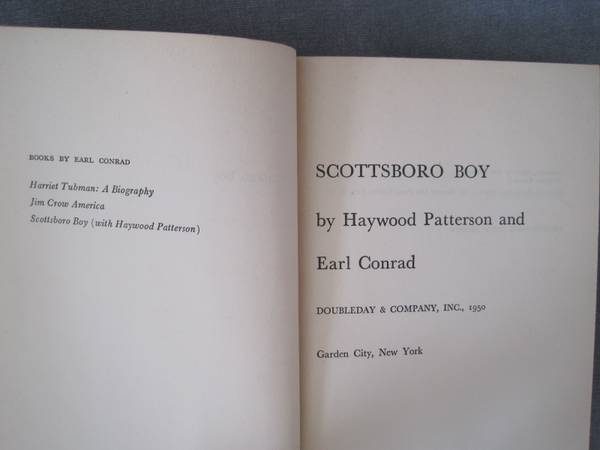 BOOKS BY EARL CONRAD
Harriet Tubman: A Biography
Jim Crow America
Scottsboro Boy (with Haywood Patterson)
SCOTTSBORO BOY
by Haywood Patterson and
Earl Conrad
DOUBLEDAY & COMPANY, INC., 1950
Garden City, New York